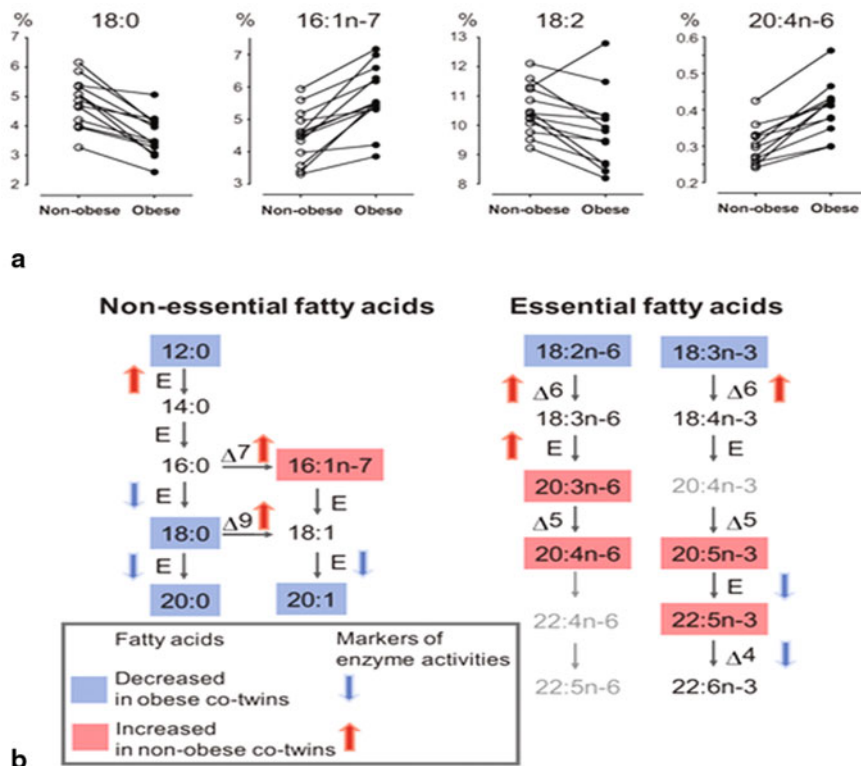 % 18:0 % 16:1n-7 % 18:2 % 20:4n-6
7 6 5 4 3 2
Non-obese Obese
7 6 5 4 3
Non-obese Obese
13 12 11 10 9 8
Non-obese Obese
0.6 0.5 0.4 0.3 0.2
Non-obese Obese
a
Non-essential fatty acids
12:0
E
14:0
E
16:0 Δ7 16:1n-7
E E
18:0 Δ9 18:1
E E
20:0 20:1
Essential fatty acids
18:2n-6 18:3n-3
Δ6 Δ6
18:3n-6 18:4n-3
E E
20:3n-6 20:4n-3
Δ5 Δ5
20:4n-6 20:5n-3
E
22:4n-6 22:5n-3
Δ4
22:5n-6 22:6n-3
Fatty acids
Decreased
in obese co-twins
Increased
in non-obese co-twins
Markers of
enzyme activities
b